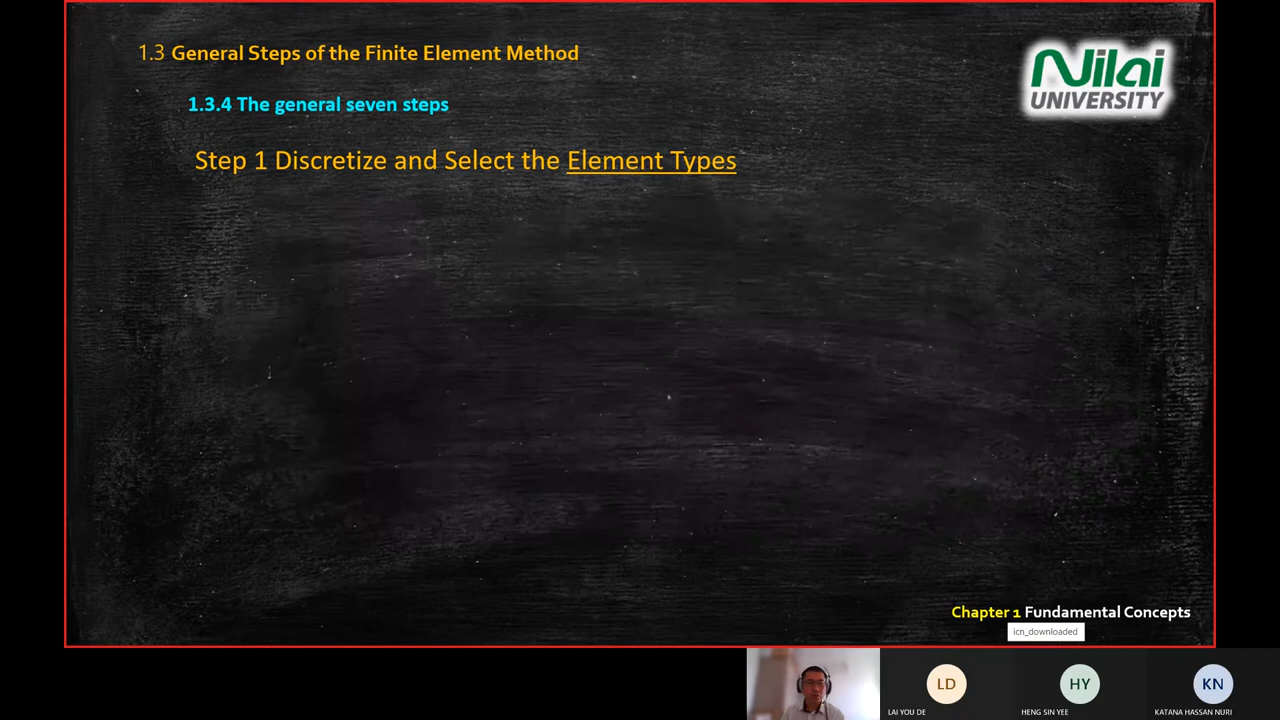 1.3 General Steps of the Finite Element Method
Nilai
UNIVERSITY
1.3.4 The general seven steps
Step 1 Discretize and Select the Element Types
Chapter 1 Fundamental Concepts
icn_downloaded
LD
HY
KN
LAI YOU DE
HENG SIN YEE
KATANA HASSAN NURI